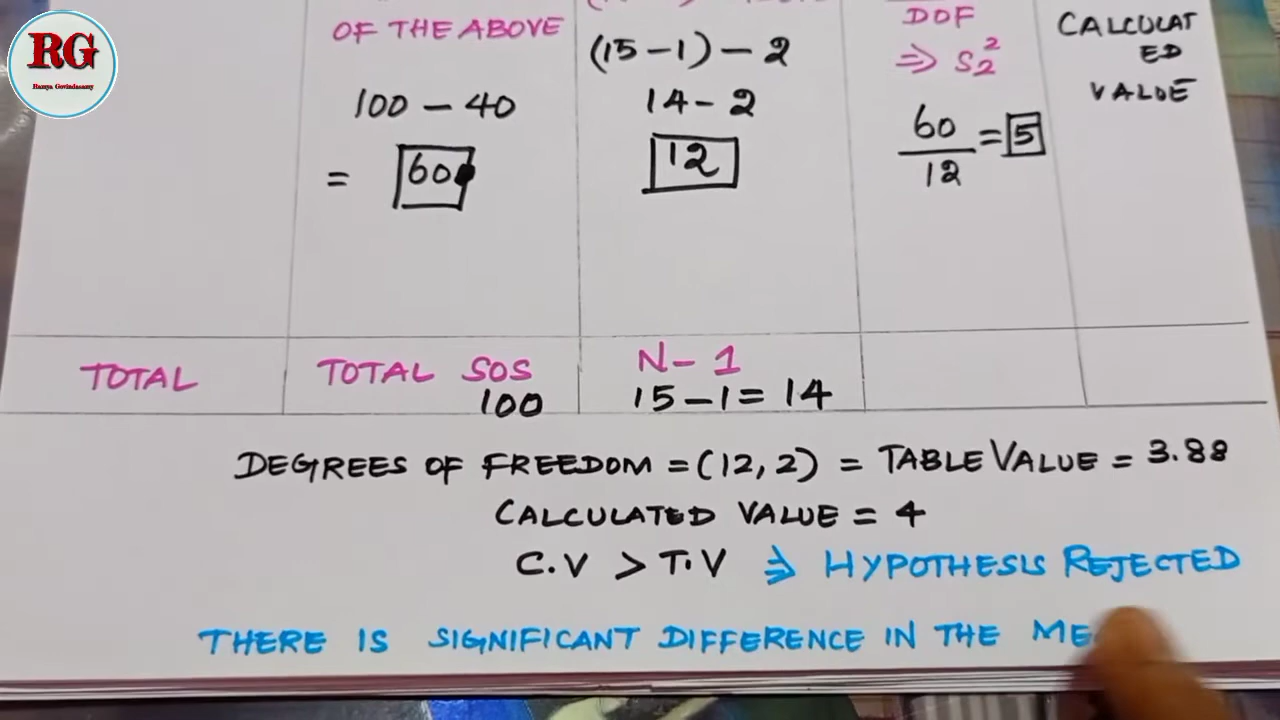 RG
Ramya Govindasamy
OF THE ABOVE
100 - 40
= 60
(15-1) - 2
14 - 2
12
DOF
⇒ S₂²
60/12 = 5
CALCULAT
ED
VALUE
TOTAL
TOTAL SOS
100
N-1
15-1 = 14
DEGREES OF FREEDOM = (12, 2) = TABLE VALUE = 3.88
CALCULATED VALUE = 4
C.V > T.V ⇒ HYPOTHESIS REJECTED
THERE IS SIGNIFICANT DIFFERENCE IN THE